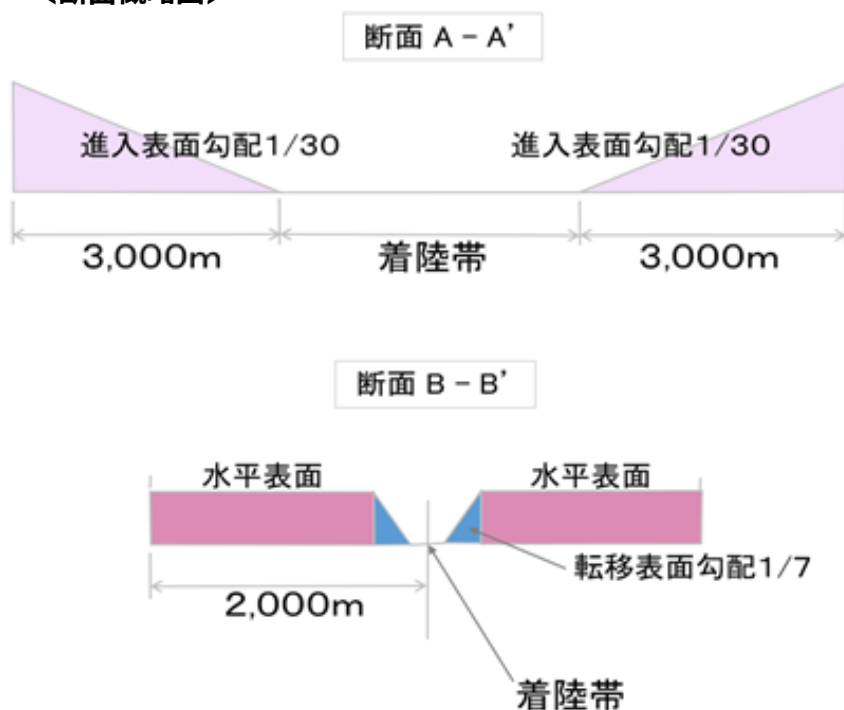 断面 A - A'
進入表面勾配1/30
進入表面勾配1/30
3,000m
着陸帯
3,000m
断面 B - B'
水平表面
水平表面
転移表面勾配1/7
2,000m
着陸帯